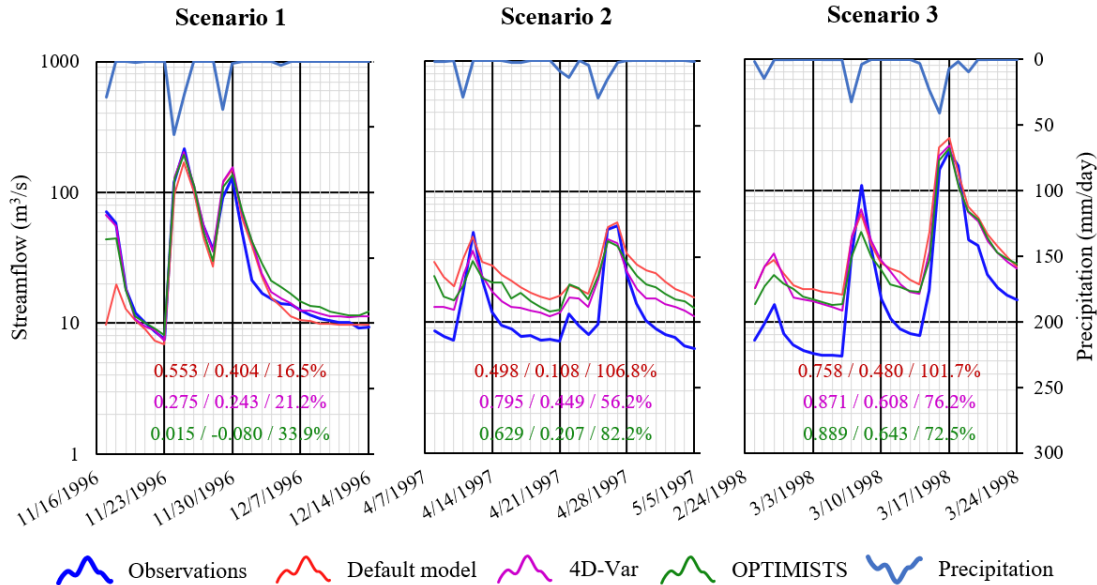 Scenario 1 Scenario 2 Scenario 3
1000
100
10
1
Streamflow (m³/s)
0.553 / 0.404 / 16.5%
0.275 / 0.243 / 21.2%
0.015 / -0.080 / 33.9%
0.498 / 0.108 / 106.8%
0.795 / 0.449 / 56.2%
0.629 / 0.207 / 82.2%
0.758 / 0.480 / 101.7%
0.871 / 0.608 / 76.2%
0.889 / 0.643 / 72.5%
0
50
100
150
200
250
300
Precipitation (mm/day)
11/16/1996
11/23/1996
11/30/1996
12/7/1996
12/14/1996
4/7/1997
4/14/1997
4/21/1997
4/28/1997
5/5/1997
2/24/1998
3/3/1998
3/10/1998
3/17/1998
3/24/1998
Observations Default model 4D-Var OPTIMISTS Precipitation